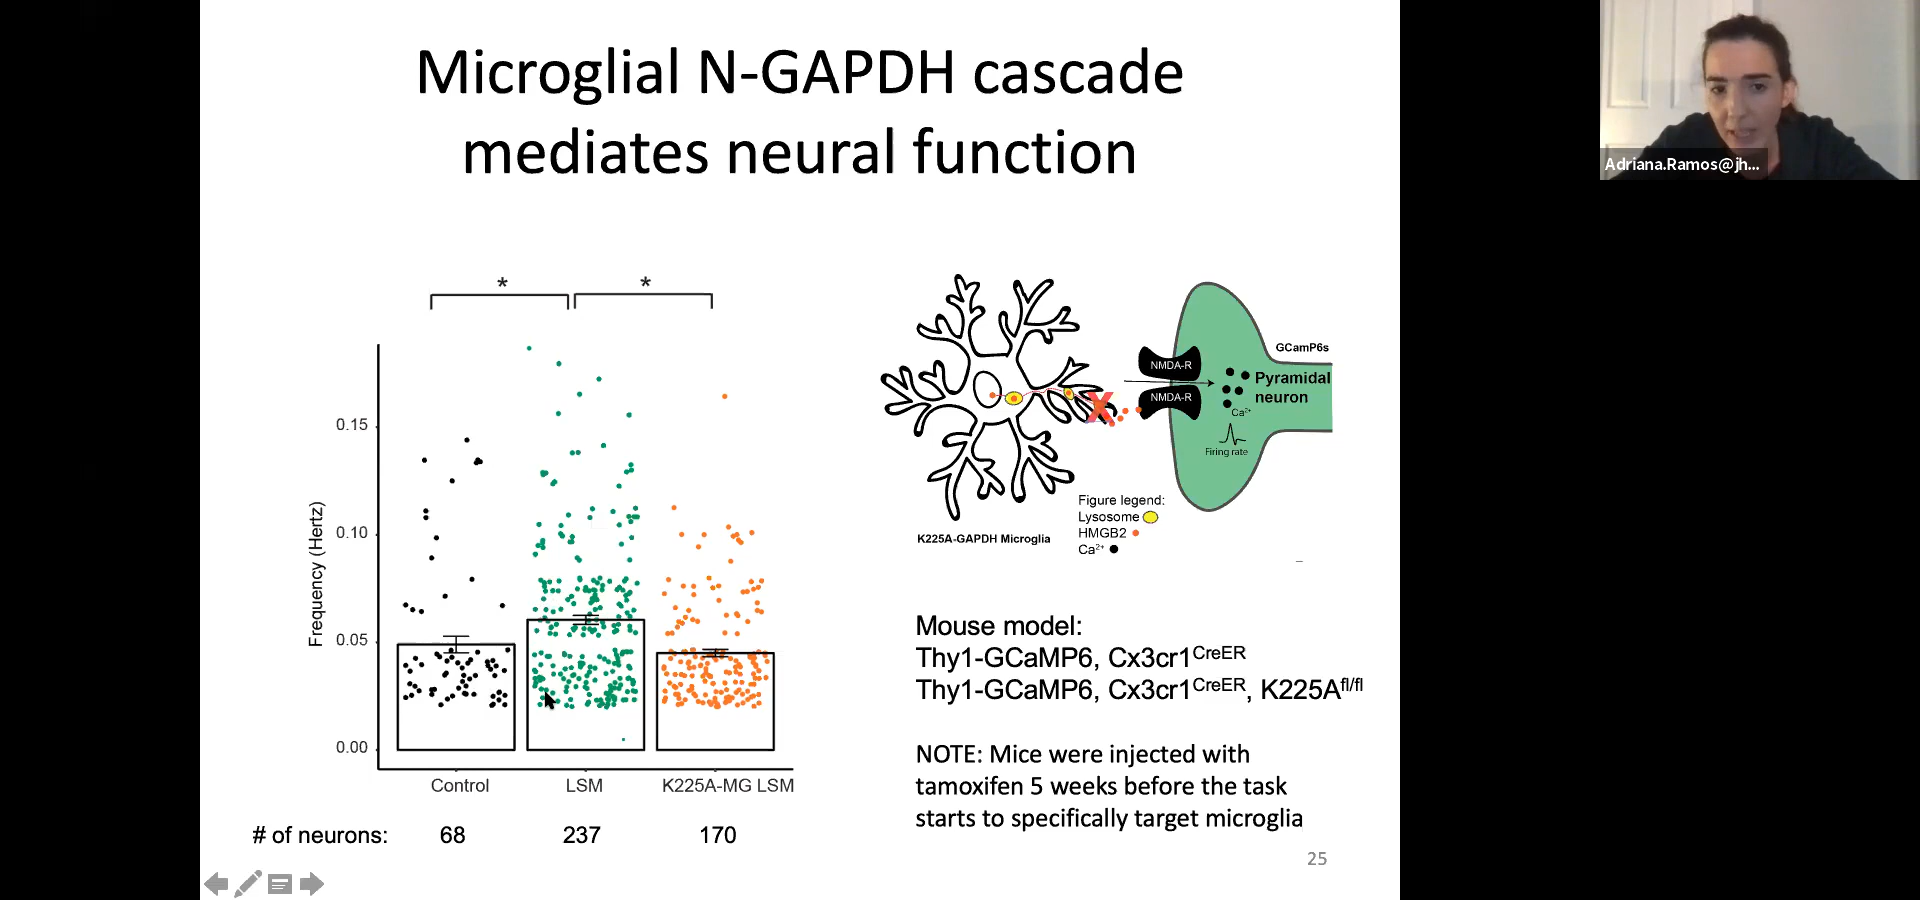 Microglial N-GAPDH cascade
mediates neural function
Adriana.Ramos@jh...
*
*
Frequency (Hertz)
0.15
0.10
0.05
0.00
Control
LSM
K225A-MG LSM
# of neurons:
68
237
170
GCamP6s
NMDA-R
NMDA-R
Pyramidal
neuron
Ca²⁺
Firing rate
X
K225A-GAPDH Microglia
Figure legend:
Lysosome
HMGB2
Ca²⁺
Mouse model:
Thy1-GCaMP6, Cx3cr1CreER
Thy1-GCaMP6, Cx3cr1CreER, K225Afl/fl
NOTE: Mice were injected with
tamoxifen 5 weeks before the task
starts to specifically target microglia
25